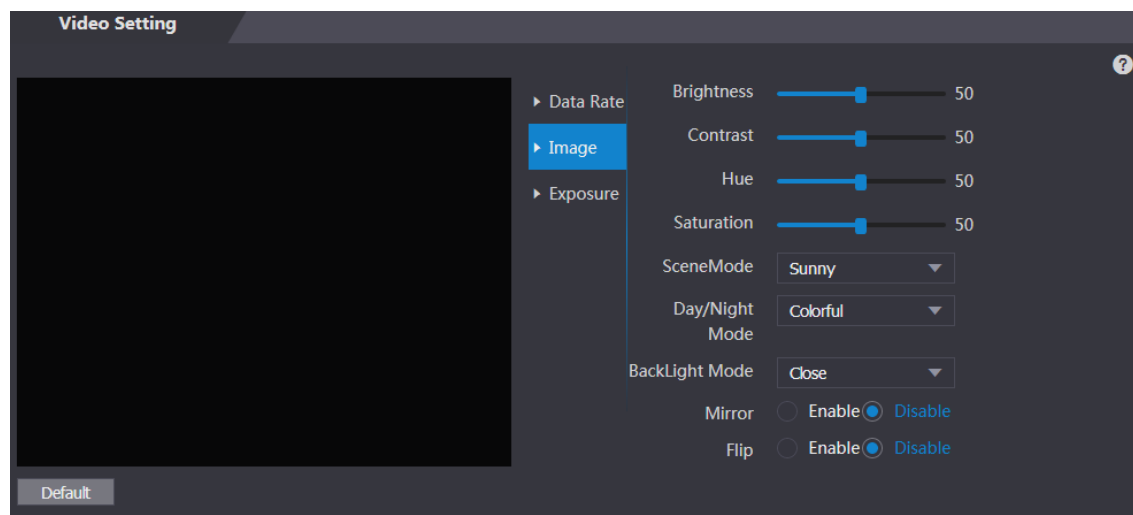 Video Setting
?
Data Rate
Image
Exposure
Brightness 50
Contrast 50
Hue 50
Saturation 50
SceneMode Sunny
Day/Night
Mode
Colorful
BackLight Mode Close
Mirror Enable Disable
Flip Enable Disable
Default